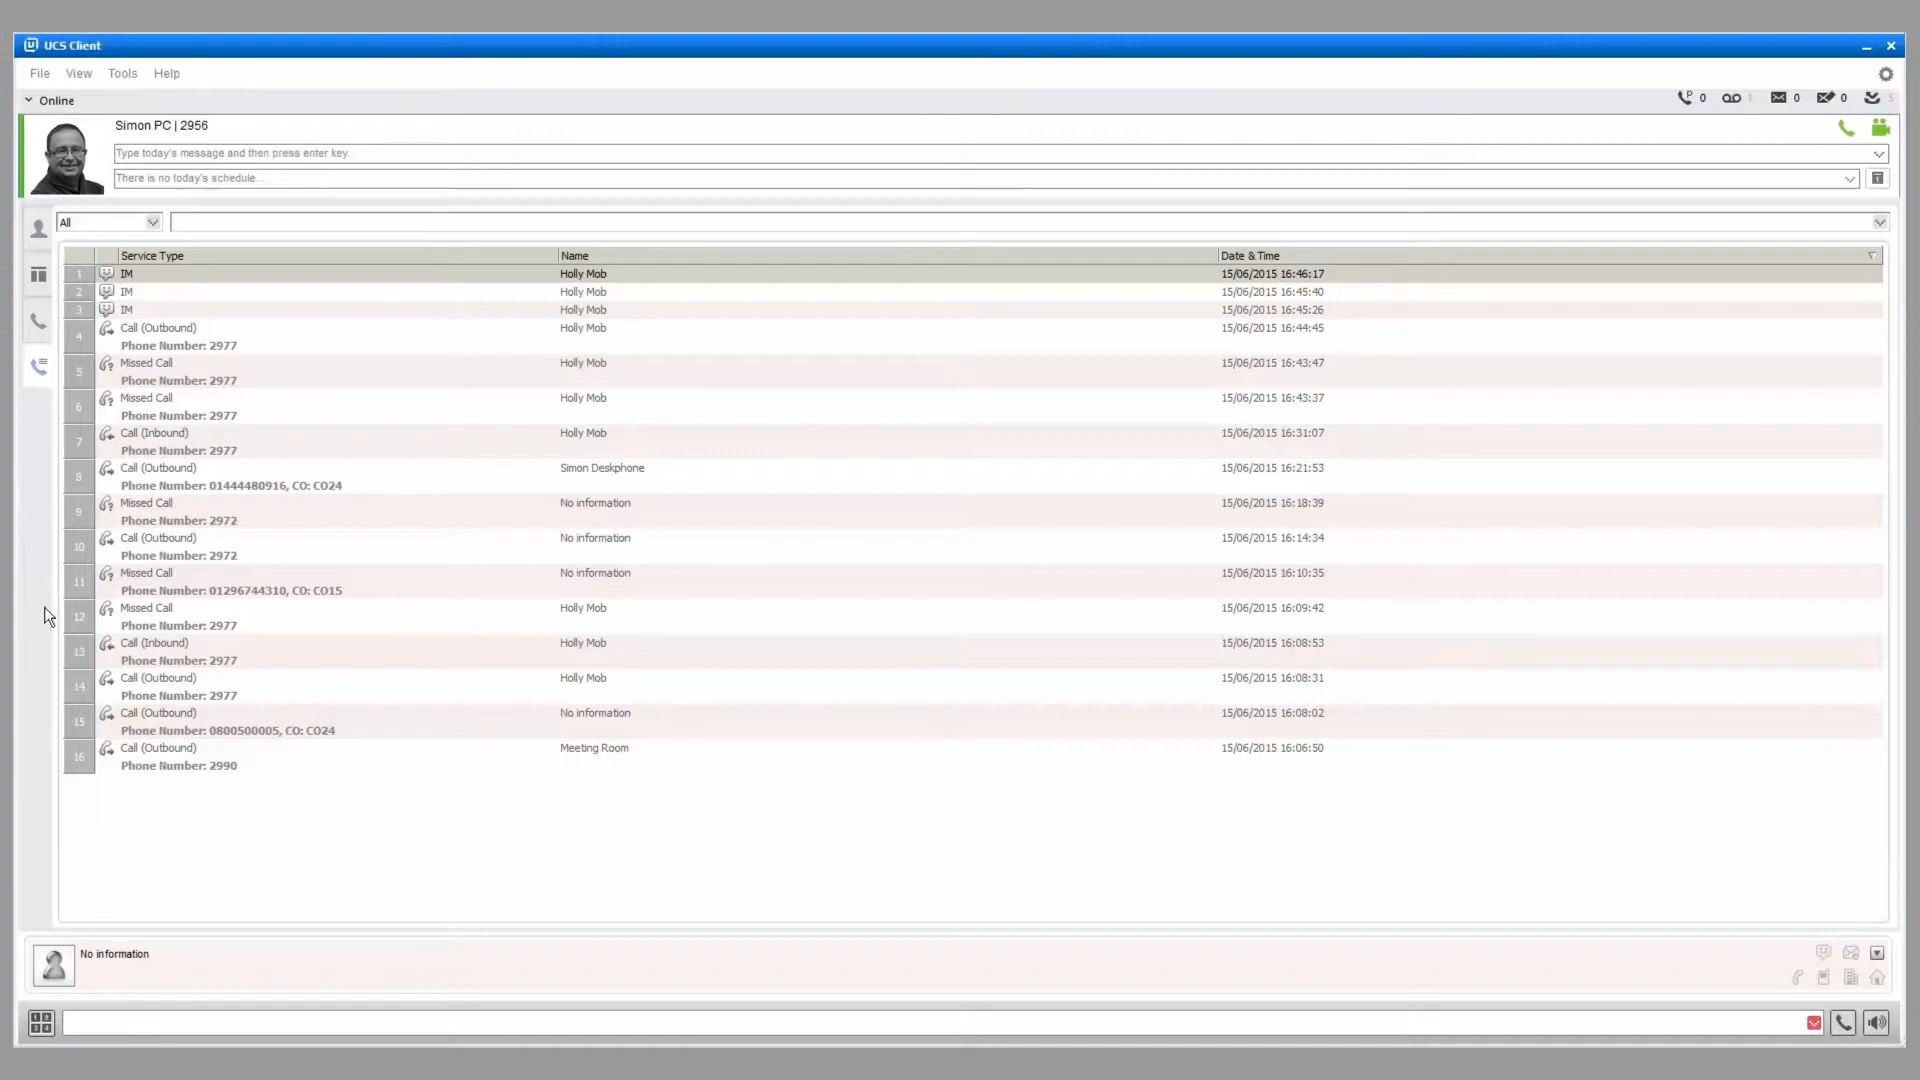 UCS Client
File View Tools Help
Online 0 1 0 0 5
Simon PC | 2956
Type today's message and then press enter key.
There is no today's schedule...
All
Service Type Name Date & Time
1 IM Holly Mob 15/06/2015 16:46:17
2 IM Holly Mob 15/06/2015 16:45:40
3 IM Holly Mob 15/06/2015 16:45:26
4 Call (Outbound) Holly Mob 15/06/2015 16:44:45
Phone Number: 2977
5 Missed Call Holly Mob 15/06/2015 16:43:47
Phone Number: 2977
6 Missed Call Holly Mob 15/06/2015 16:43:37
Phone Number: 2977
7 Call (Inbound) Holly Mob 15/06/2015 16:31:07
Phone Number: 2977
8 Call (Outbound) Simon Deskphone 15/06/2015 16:21:53
Phone Number: 01444480916, CO: CO24
9 Missed Call No information 15/06/2015 16:18:39
Phone Number: 2972
10 Call (Outbound) No information 15/06/2015 16:14:34
Phone Number: 2972
11 Missed Call No information 15/06/2015 16:10:35
Phone Number: 01296744310, CO: CO15
12 Missed Call Holly Mob 15/06/2015 16:09:42
Phone Number: 2977
13 Call (Inbound) Holly Mob 15/06/2015 16:08:53
Phone Number: 2977
14 Call (Outbound) Holly Mob 15/06/2015 16:08:31
Phone Number: 2977
15 Call (Outbound) No information 15/06/2015 16:08:02
Phone Number: 0800500005, CO: CO24
16 Call (Outbound) Meeting Room 15/06/2015 16:06:50
Phone Number: 2990
No information